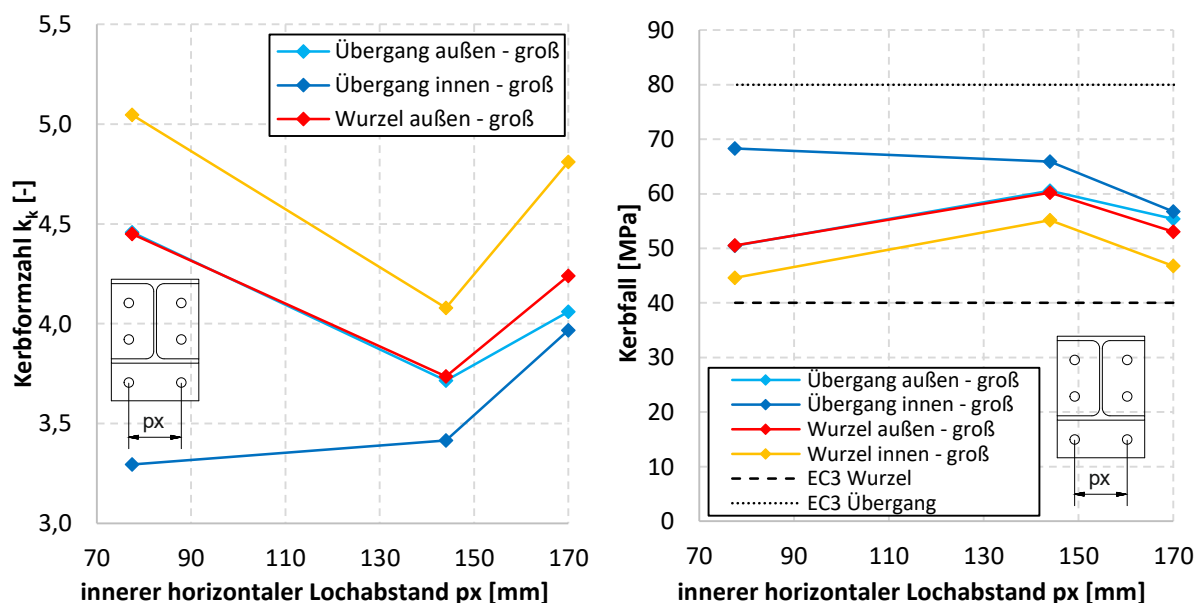 Kerbformzahl kk [-]
5,5
5,0
4,5
4,0
3,5
3,0
Übergang außen - groß
Übergang innen - groß
Wurzel außen - groß
px
70 90 110 130 150 170
innerer horizontaler Lochabstand px [mm]
Kerbfall [MPa]
90
80
70
60
50
40
30
20
10
0
Übergang außen - groß
Übergang innen - groß
Wurzel außen - groß
Wurzel innen - groß
EC3 Wurzel
EC3 Übergang
px
70 90 110 130 150 170
innerer horizontaler Lochabstand px [mm]